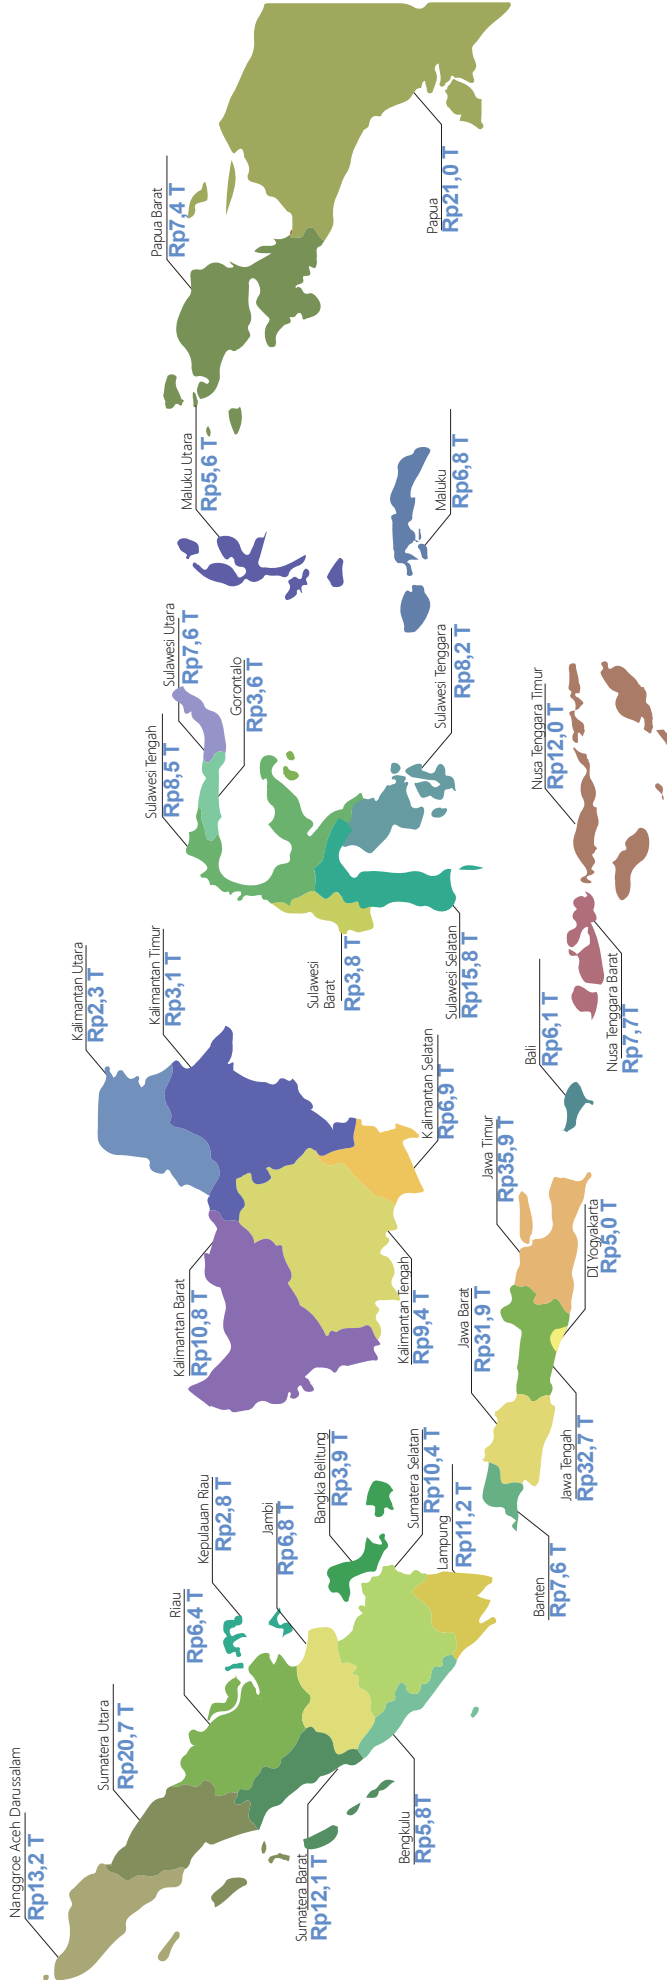 Nanggroe Aceh Darussalam
Rp13,2 T
Sumatera Utara
Rp20,7 T
Riau
Rp6,4 T
Kepulauan Riau
Rp2,8 T
Jambi
Rp6,8 T
Sumatera Barat
Rp12,1 T
Bengkulu
Rp5,8T
Bangka Belitung
Rp3,9 T
Sumatera Selatan
Rp10,4 T
Lampung
Rp11,2 T
Banten
Rp7,6 T
Jawa Barat
Rp31,9 T
Jawa Tengah
Rp32,7 T
DI Yogyakarta
Rp5,0 T
Jawa Timur
Rp35,9 T
Kalimantan Barat
Rp10,8 T
Kalimantan Tengah
Rp9,4 T
Kalimantan Selatan
Rp6,9 T
Kalimantan Utara
Rp2,3 T
Kalimantan Timur
Rp3,1 T
Bali
Rp6,1 T
Nusa Tenggara Barat
Rp7,7T
Nusa Tenggara Timur
Rp12,0 T
Sulawesi
Barat
Rp3,8 T
Sulawesi Selatan
Rp15,8 T
Sulawesi Tengah
Rp8,5 T
Sulawesi Utara
Rp7,6 T
Gorontalo
Rp3,6 T
Sulawesi Tenggara
Rp8,2 T
Maluku Utara
Rp5,6 T
Maluku
Rp6,8 T
Papua Barat
Rp7,4 T
Papua
Rp21,0 T